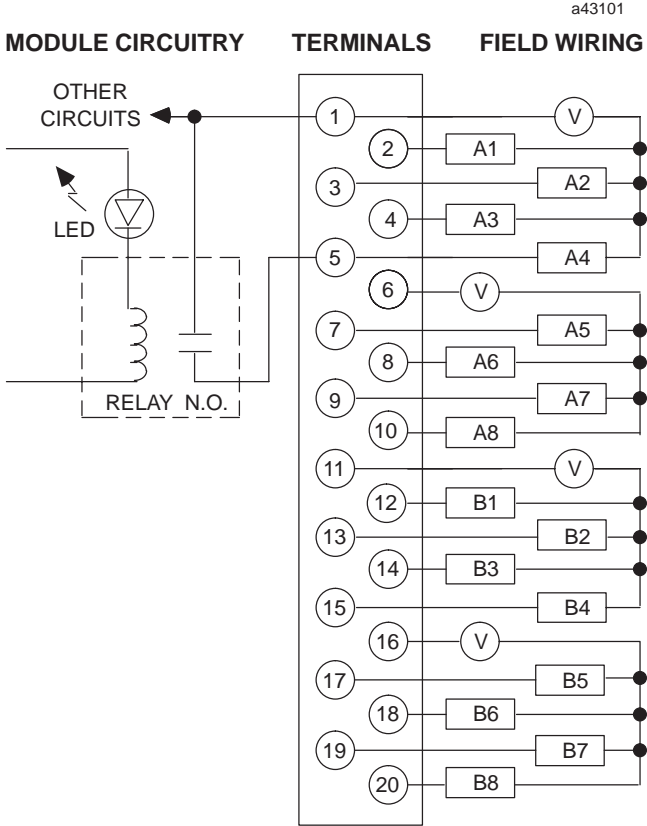 a43101
MODULE CIRCUITRY TERMINALS FIELD WIRING
OTHER
CIRCUITS
1 V
2 A1
3 A2
LED
4 A3
5 A4
6 V
7 A5
8 A6
RELAY N.O.
9 A7
10 A8
11 V
12 B1
13 B2
14 B3
15 B4
16 V
17 B5
18 B6
19 B7
20 B8